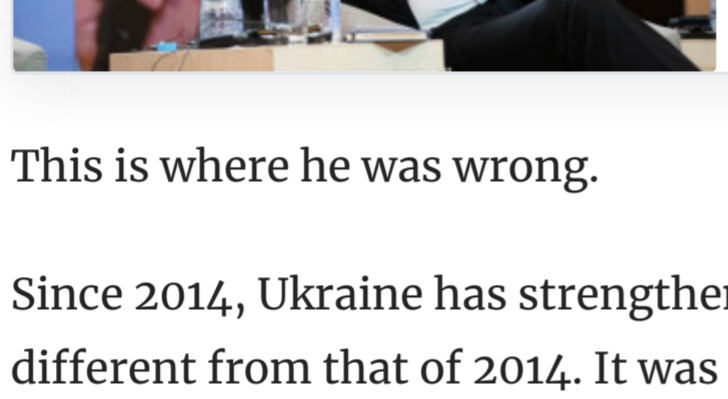 This is where he was wrong.
Since 2014, Ukraine has
different from that of 2014. It was